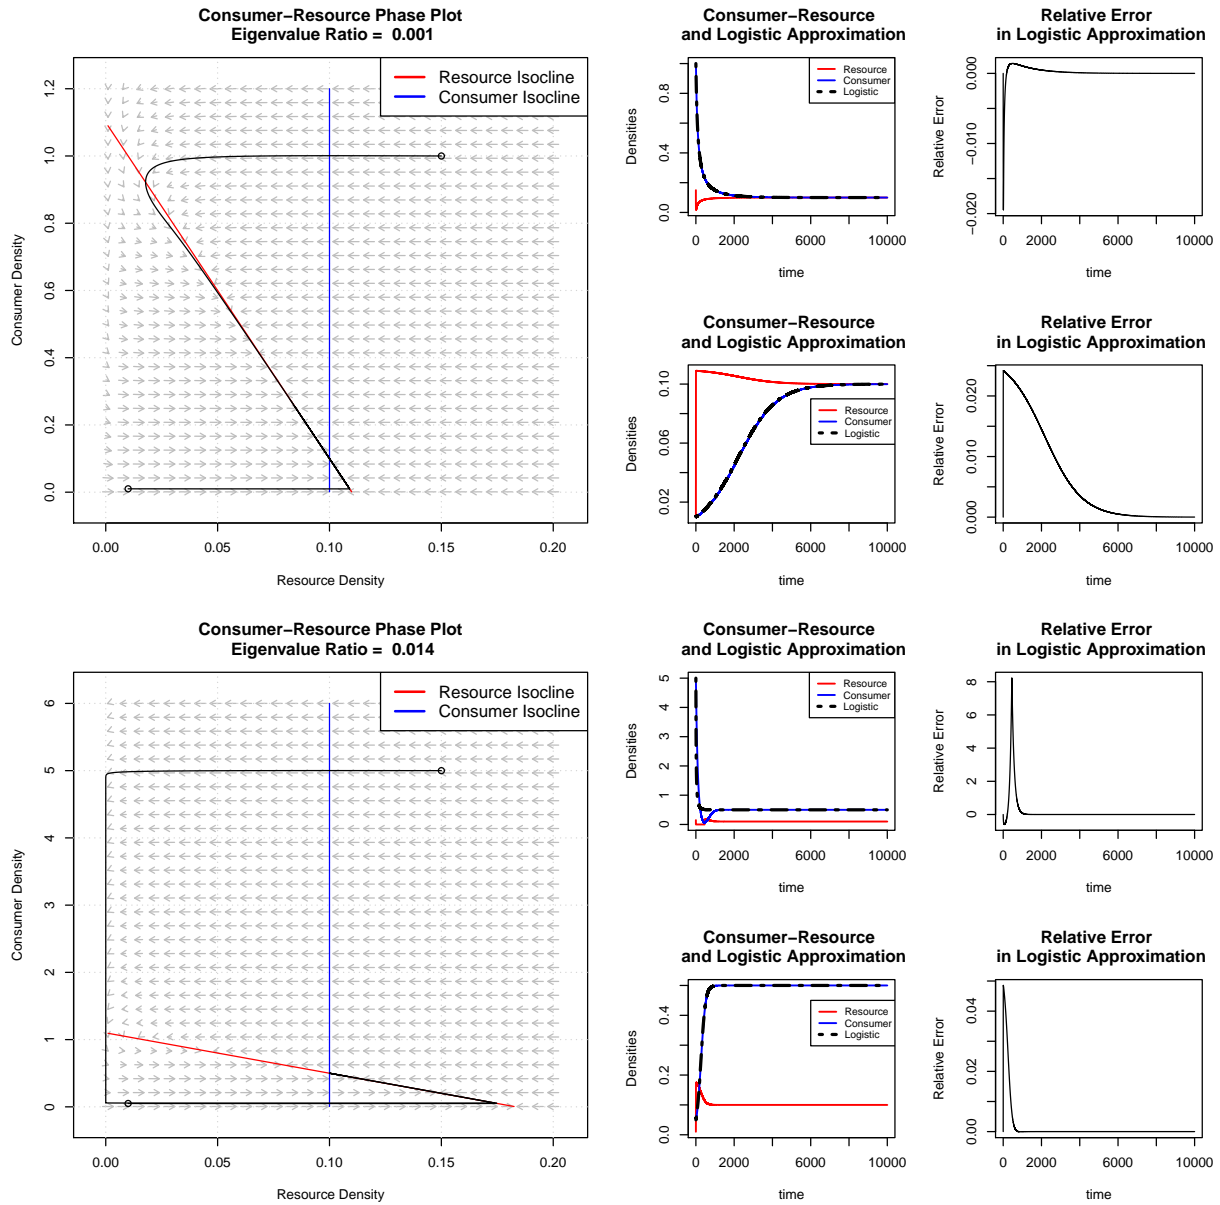 Consumer−Resource Phase Plot
Eigenvalue Ratio = 0.001
Resource Isocline
Consumer Isocline
Consumer Density
0.0 0.2 0.4 0.6 0.8 1.0 1.2
0.00 0.05 0.10 0.15 0.20
Resource Density
Consumer−Resource
and Logistic Approximation
Resource
Consumer
Logistic
Densities
0.0 0.4 0.8
0 2000 6000 10000
time
Relative Error
in Logistic Approximation
Relative Error
−0.020 −0.010 0.000
0 2000 6000 10000
time
Consumer−Resource
and Logistic Approximation
Resource
Consumer
Logistic
Densities
0.02 0.06 0.10
0 2000 6000 10000
time
Relative Error
in Logistic Approximation
Relative Error
0.000 0.010 0.020
0 2000 6000 10000
time
Consumer−Resource Phase Plot
Eigenvalue Ratio = 0.014
Resource Isocline
Consumer Isocline
Consumer Density
0 1 2 3 4 5 6
0.00 0.05 0.10 0.15 0.20
Resource Density
Consumer−Resource
and Logistic Approximation
Resource
Consumer
Logistic
Densities
0 1 2 3 4 5
0 2000 6000 10000
time
Relative Error
in Logistic Approximation
Relative Error
0 2 4 6 8
0 2000 6000 10000
time
Consumer−Resource
and Logistic Approximation
Resource
Consumer
Logistic
Densities
0.0 0.2 0.4
0 2000 6000 10000
time
Relative Error
in Logistic Approximation
Relative Error
0.00 0.02 0.04
0 2000 6000 10000
time